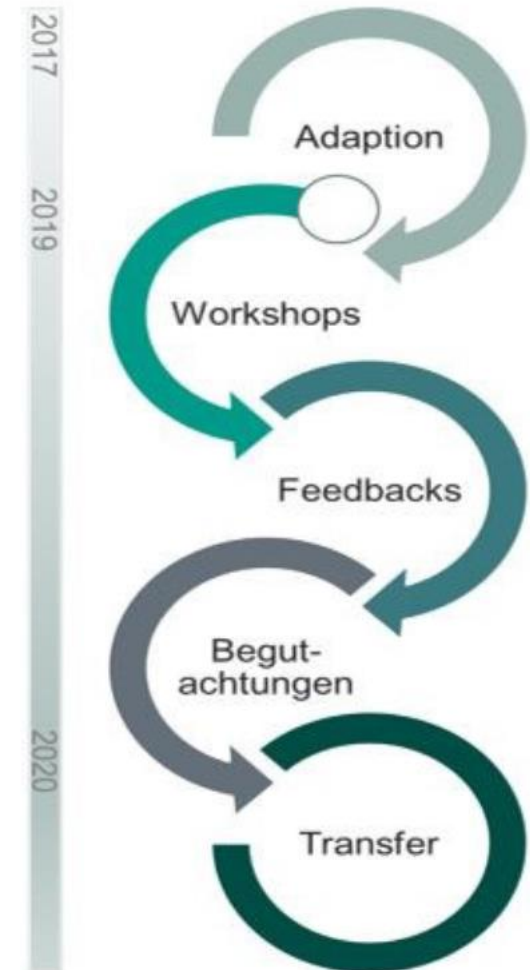 2017
Adaption
2019
Workshops
Feedbacks
Begut-
achtungen
2020
Transfer